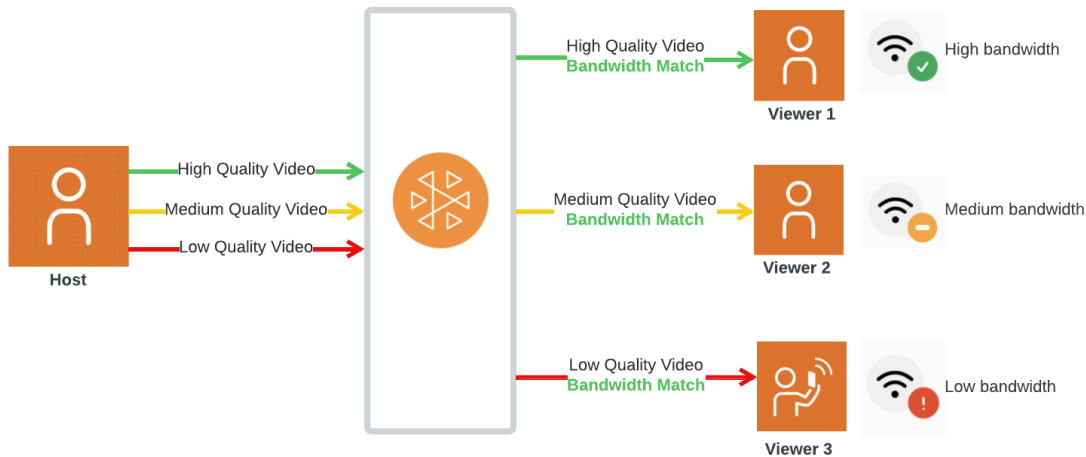 High Quality Video
Medium Quality Video
Low Quality Video
Host
High Quality Video
Bandwidth Match
Viewer 1
High bandwidth
Medium Quality Video
Bandwidth Match
Viewer 2
Medium bandwidth
Low Quality Video
Bandwidth Match
Viewer 3
Low bandwidth